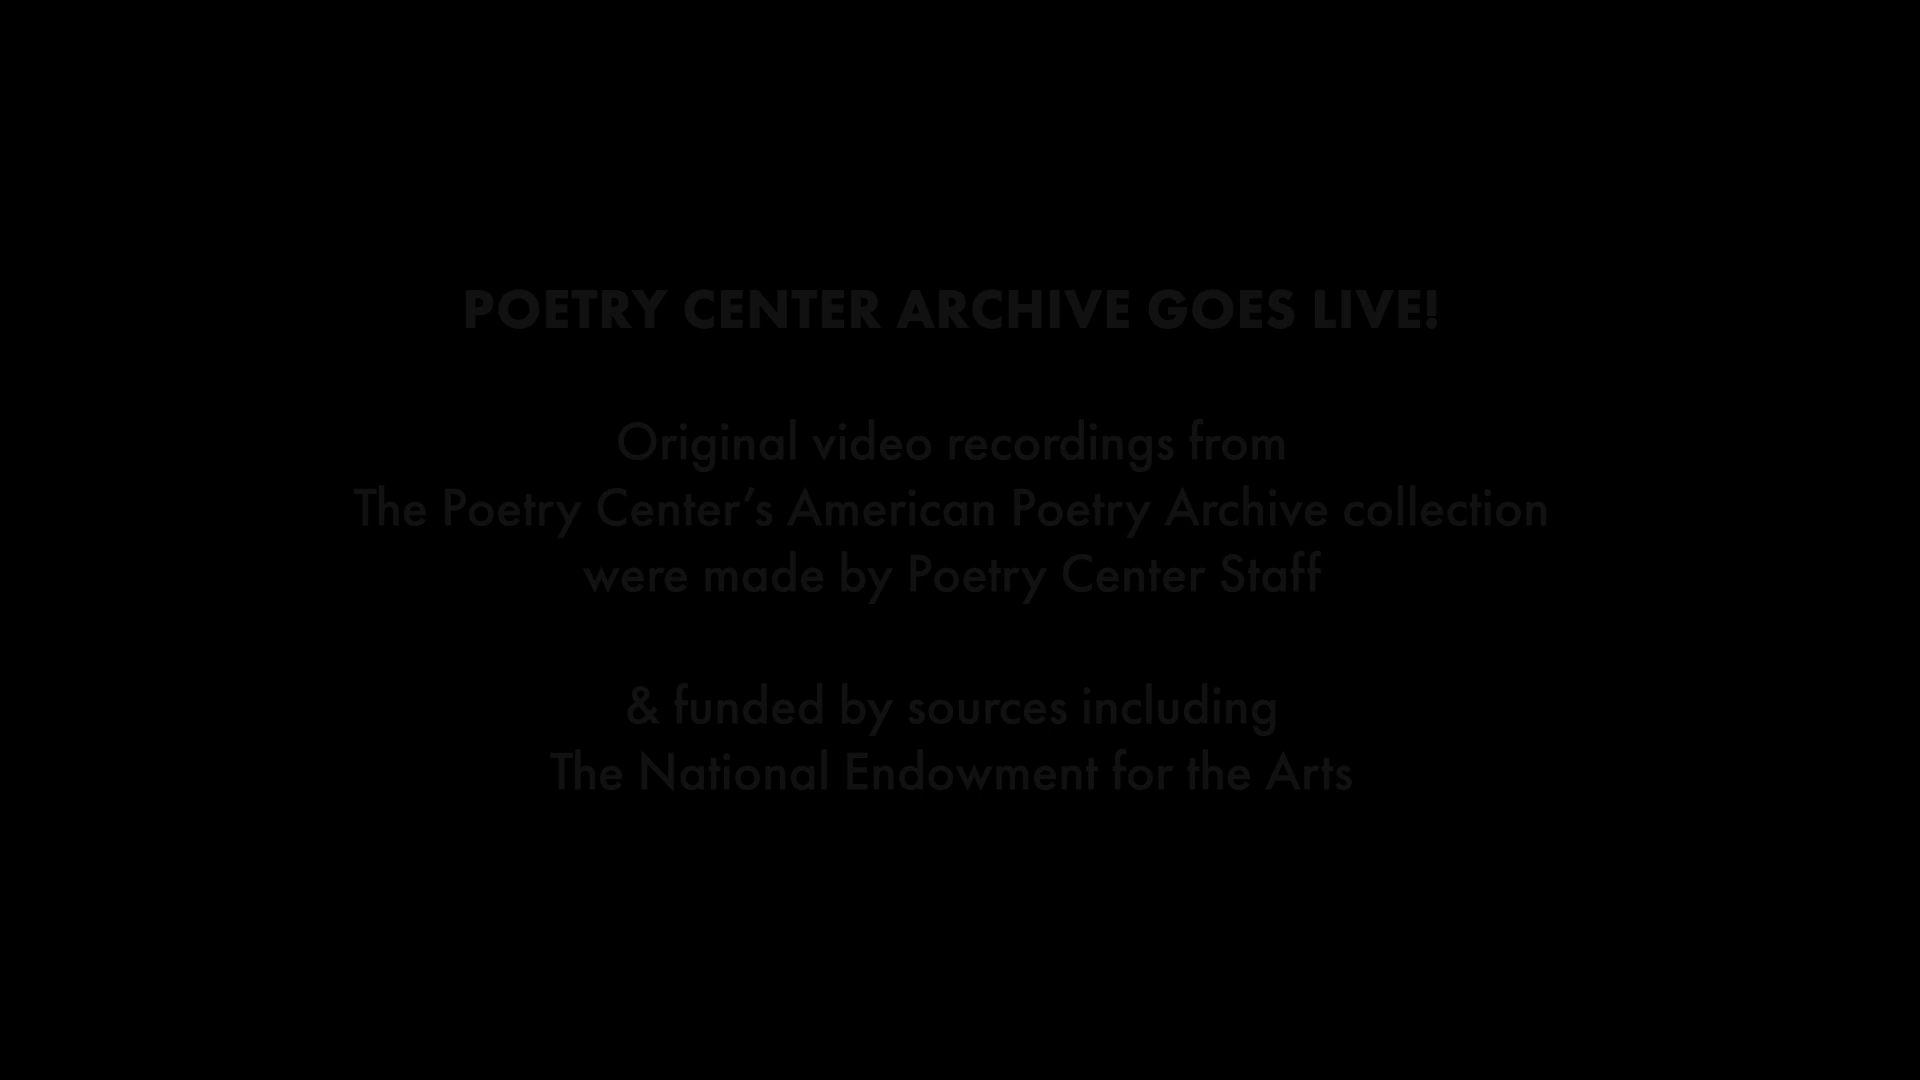 POETRY CENTER ARCHIVE GOES LIVE!
Original video recordings from
The Poetry Center’s American Poetry Archive collection
were made by Poetry Center Staff
& funded by sources including
The National Endowment for the Arts